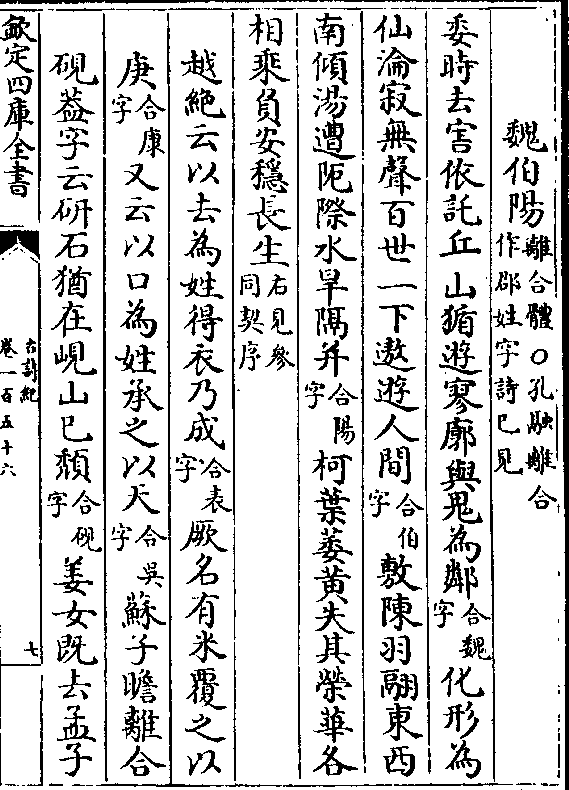 魏伯陽離合體○孔融離合作郡姓字詩已見
委時去害依託丘山循遊寥廓與鬼為鄰合魏字化形為
仙淪寂無聲百世一下遨遊人間合伯字敷陳羽翮東西
南傾湯遭阨際水旱隔并合陽字柯葉萎黃失其榮華各
相乘負安穩長生右見參同契序
越絶云以去為姓得衣乃成合袁字厥名有米覆之以
庚合康字又云以口為姓承之以天合吳字蘇子瞻離合
硯蓋字云研石猶在峴山已頹合硯字姜女既去孟子
欽定四庫全書
古詩紀
卷一百五十六
七